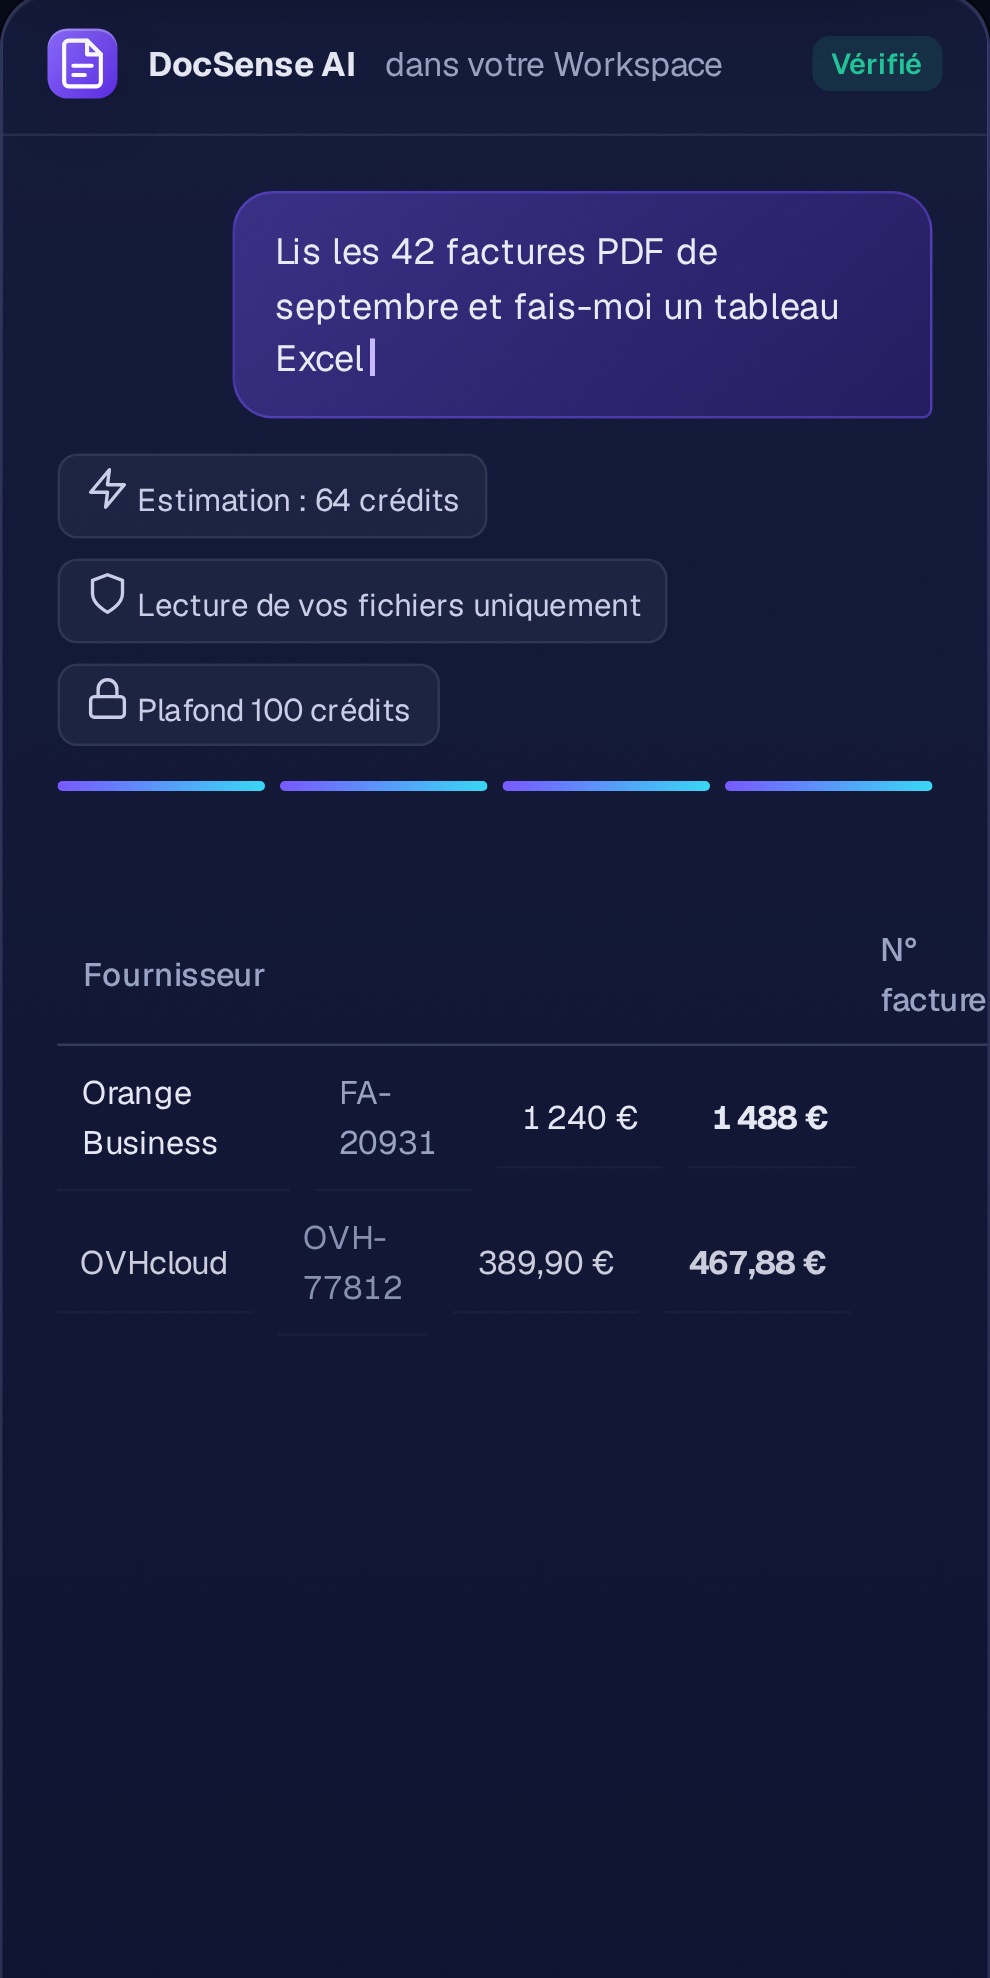 DocSense AI dans votre Workspace Vérifié
Lis les 42 factures PDF de
septembre et fais-moi un tableau
Excel
Estimation : 64 crédits
Lecture de vos fichiers uniquement
Plafond 100 crédits
Fournisseur
N°
facture
Orange
Business
FA-
20931
1 240 €
1 488 €
OVHcloud
OVH-
77812
389,90 €
467,88 €